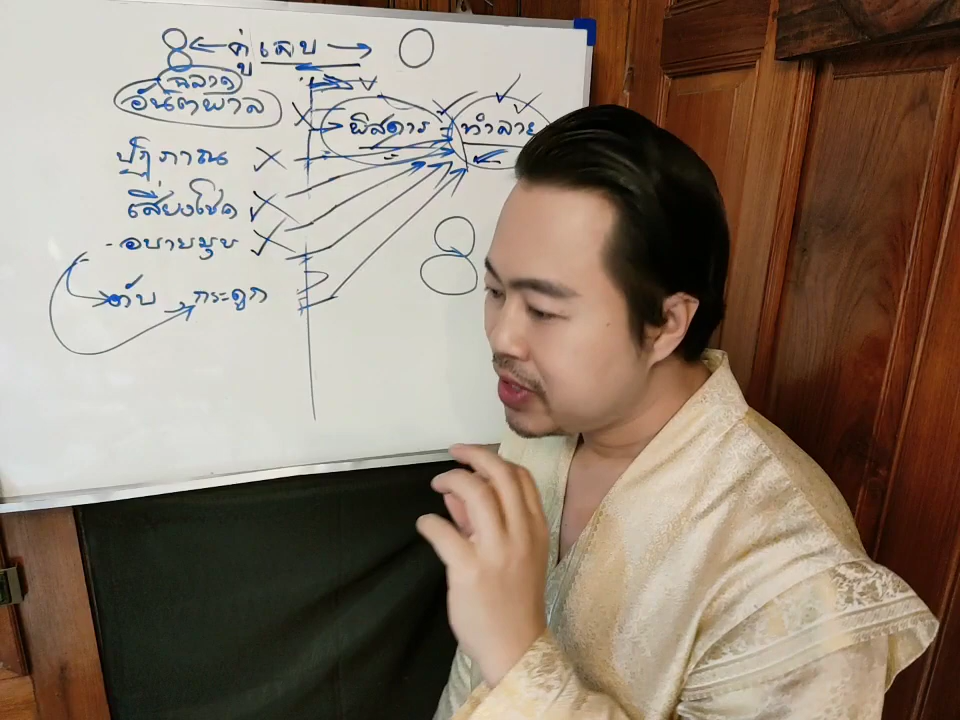 8 คู่เลข 0
ฉลาด
อันตพาล
พิสดาร - ทำลาย
ปฏิภาณ
เสี่ยงโชค
- อบายมุข
8
ตับ กระดูก